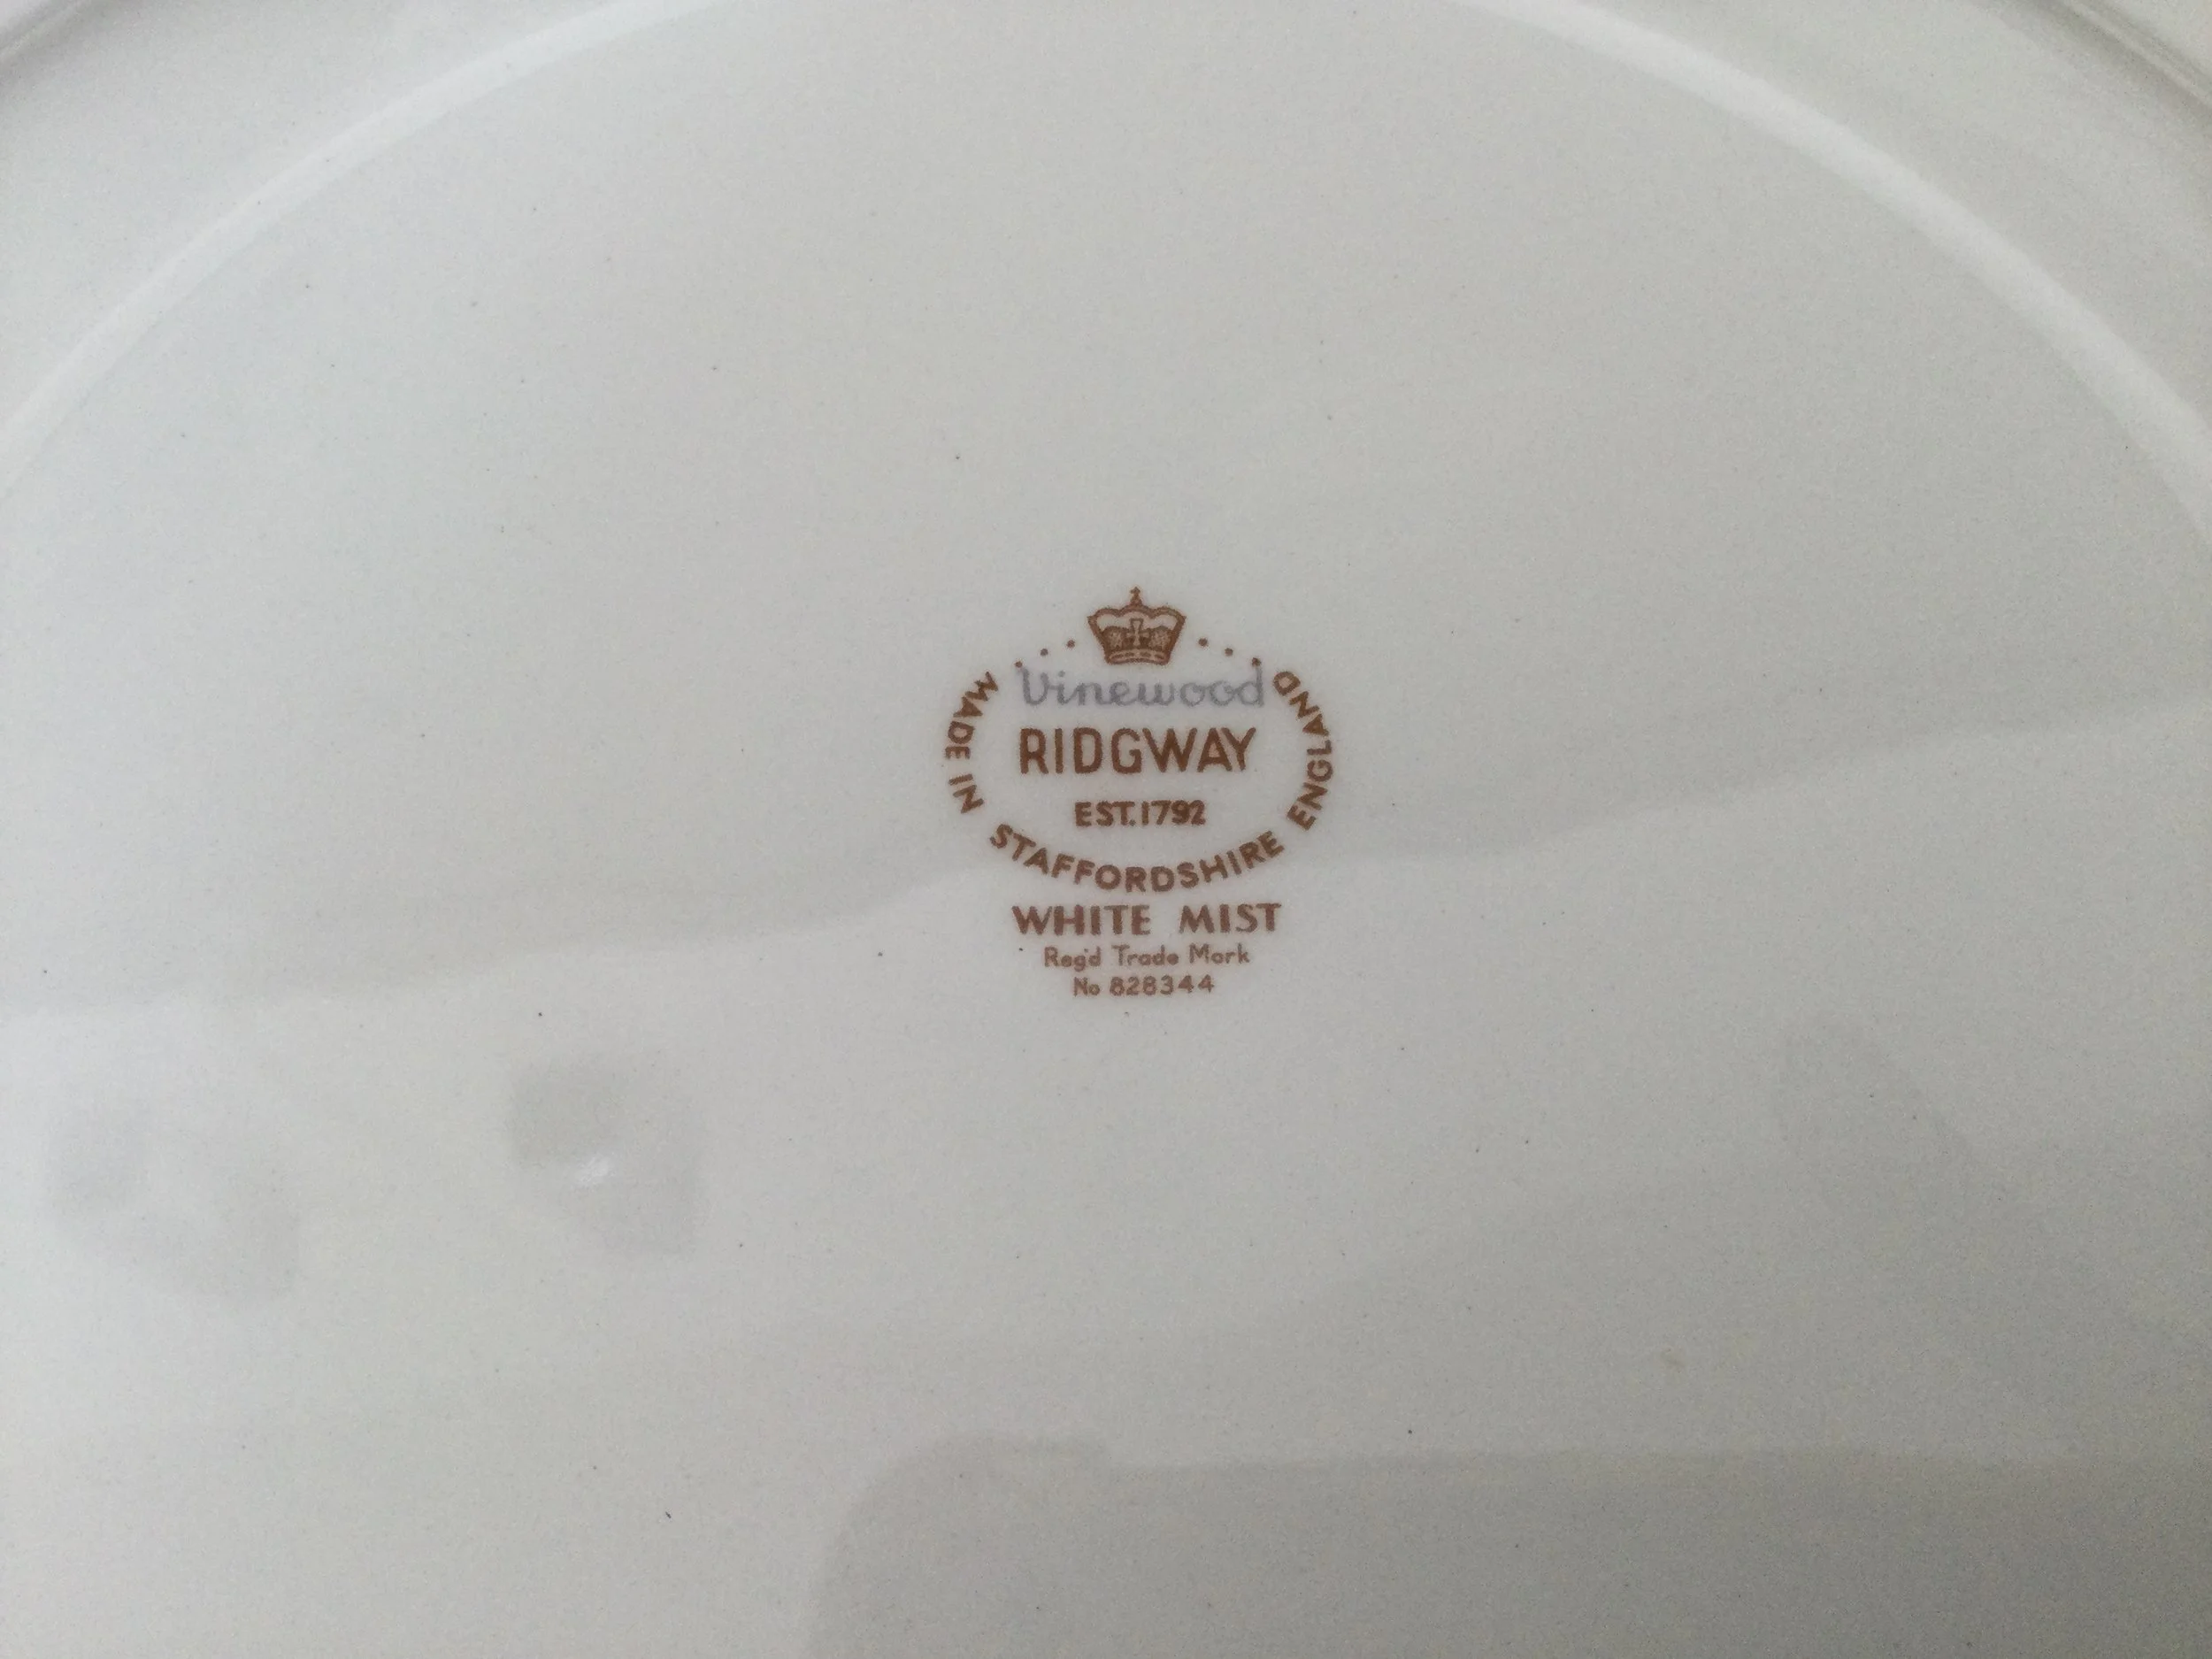 Vinewood
RIDGWAY
EST. 1792
MADE IN STAFFORDSHIRE ENGLAND
WHITE MIST
Reg'd Trade Mark
No 828344